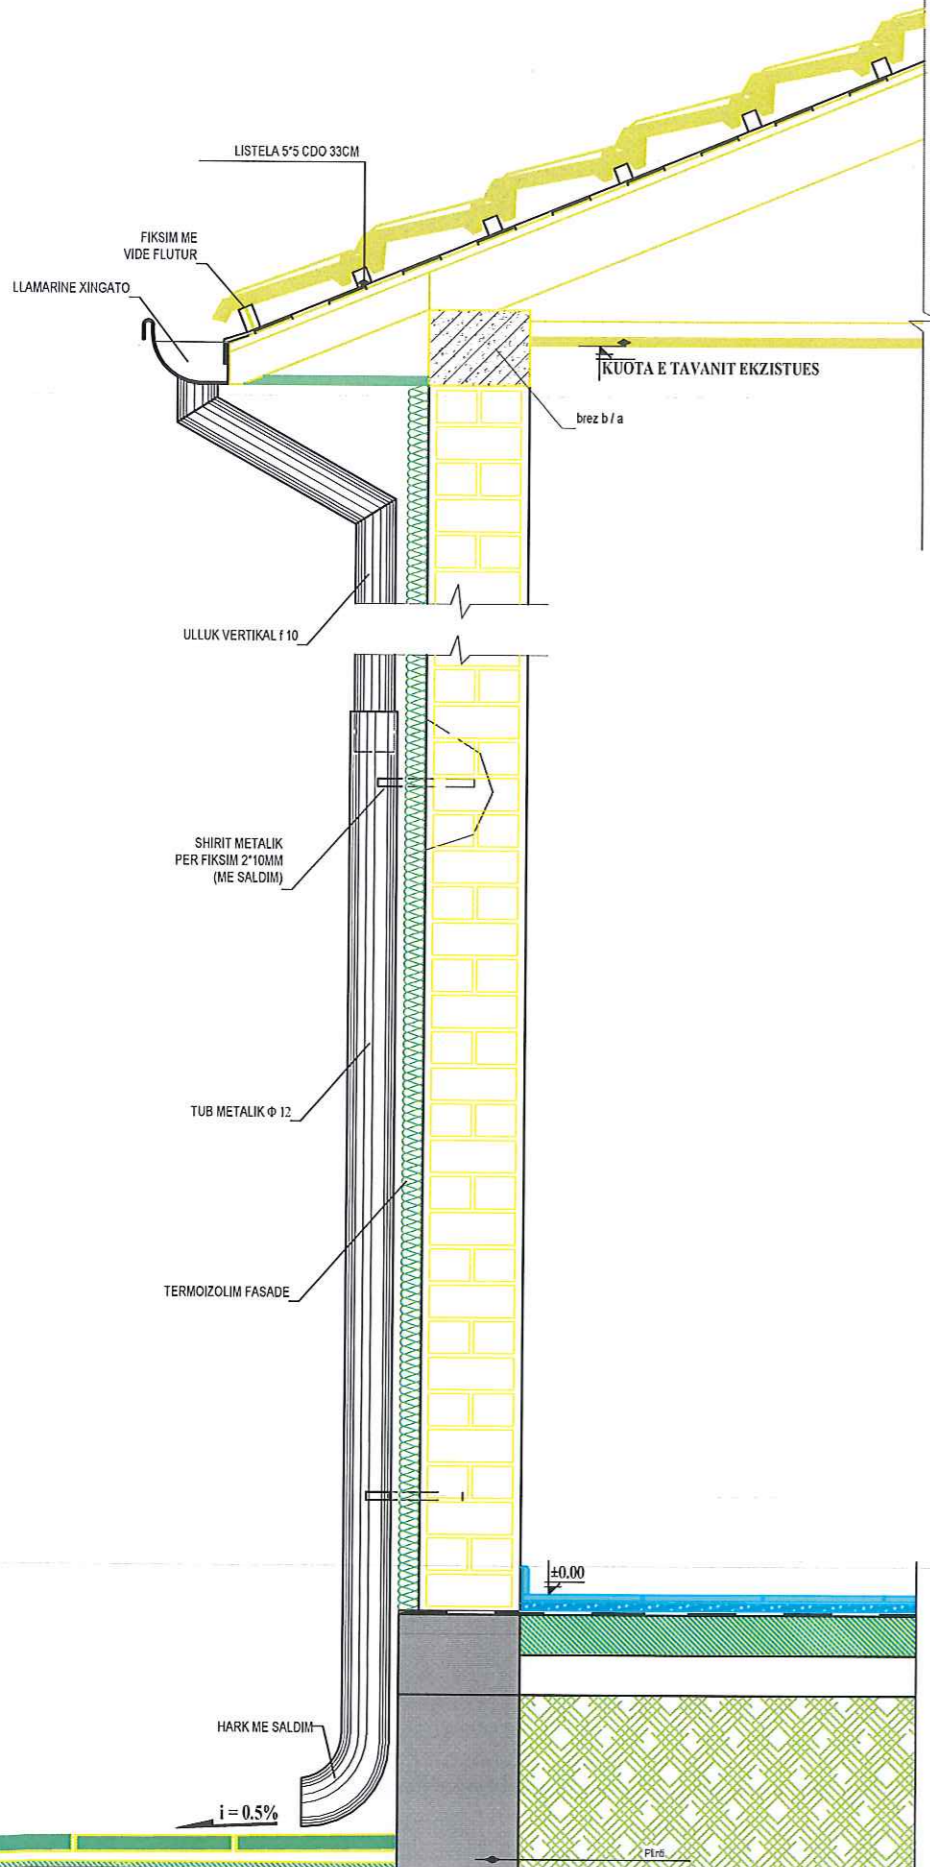 LISTELA 5*5 CDO 33CM
FIKSIM ME
VIDE FLUTUR
LLAMARINE XINGATO
KUOTA E TAVANIT EKZISTUES
brez b / a
ULLUK VERTIKAL f 10
SHIRIT METALIK
PER FIKSIM 2*10MM
(ME SALDIM)
TUB METALIK Φ 12
TERMOIZOLIM FASADE
±0.00
HARK ME SALDIM
i = 0.5%
Plinti